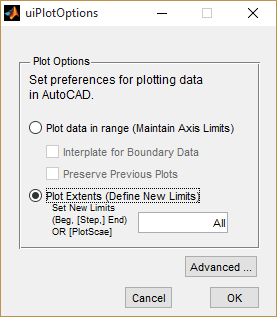 uiPlotOptions
Plot Options
Set preferences for plotting data
in AutoCAD.
Plot data in range (Maintain Axis Limits)
Interplate for Boundary Data
Preserve Previous Plots
Plot Extents (Define New Limits)
Set New Limits
(Beg, [Step,] End)
OR [PlotScae]
All
Advanced ...
Cancel
OK